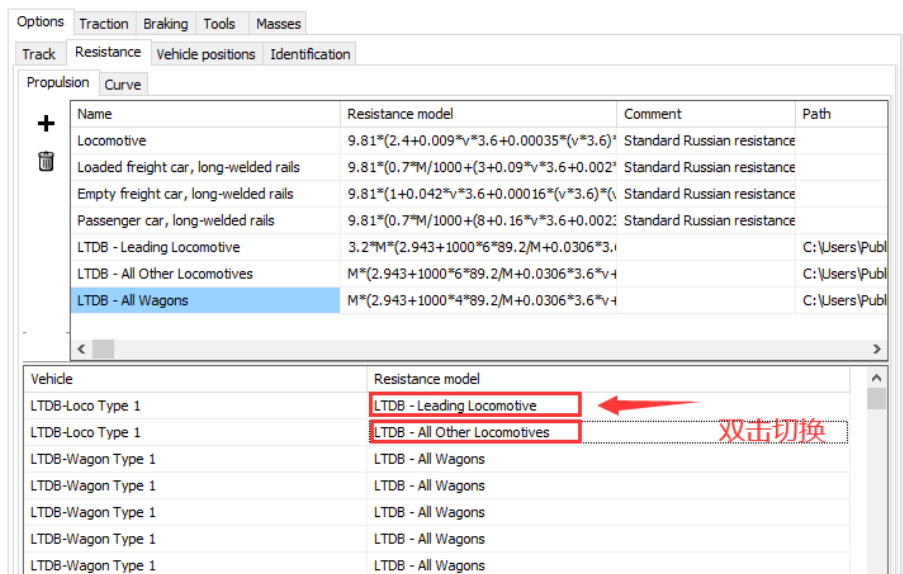 Options Traction Braking Tools Masses
Track Resistance Vehicle positions Identification
Propulsion Curve
Name Resistance model Comment Path
Locomotive 9.81*(2.4+0.009*v*3.6+0.00035*(v*3.6)* Standard Russian resistance
Loaded freight car, long-welded rails 9.81*(0.7*M/1000+(3+0.09*v*3.6+0.002* Standard Russian resistance
Empty freight car, long-welded rails 9.81*(1+0.042*v*3.6+0.00016*(v*3.6)*(v Standard Russian resistance
Passenger car, long-welded rails 9.81*(0.7*M/1000+(8+0.16*v*3.6+0.0023 Standard Russian resistance
LTDB - Leading Locomotive 3.2*M*(2.943+1000*6*89.2/M+0.0306*3.6 C:\Users\Publ
LTDB - All Other Locomotives M*(2.943+1000*6*89.2/M+0.0306*3.6*v+ C:\Users\Publ
LTDB - All Wagons M*(2.943+1000*4*89.2/M+0.0306*3.6*v+ C:\Users\Publ
Vehicle Resistance model
LTDB-Loco Type 1 LTDB - Leading Locomotive
LTDB-Loco Type 1 LTDB - All Other Locomotives 双击切换
LTDB-Wagon Type 1 LTDB - All Wagons
LTDB-Wagon Type 1 LTDB - All Wagons
LTDB-Wagon Type 1 LTDB - All Wagons
LTDB-Wagon Type 1 LTDB - All Wagons
LTDB-Wagon Type 1 LTDB - All Wagons